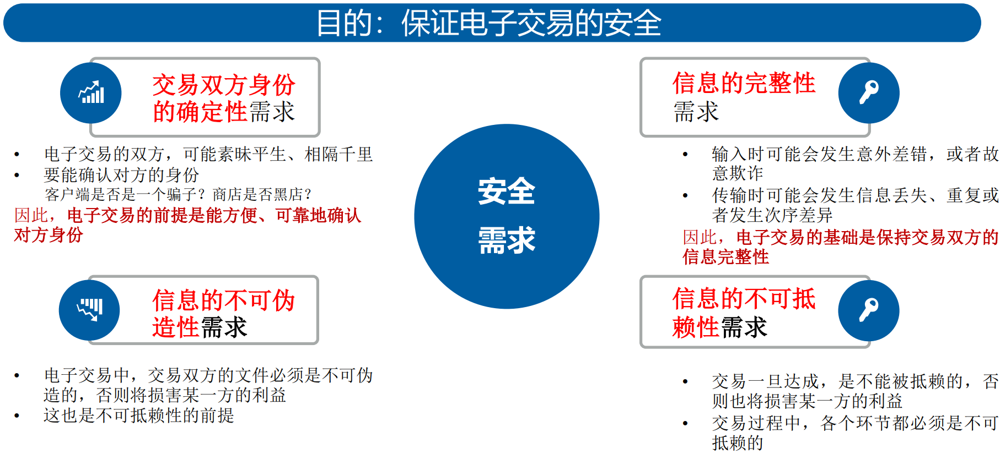 目的：保证电子交易的安全
交易双方身份
的确定性需求
• 电子交易的双方，可能素昧平生、相隔千里
• 要能确认对方的身份
客户端是否是一个骗子？商店是否黑店？
因此，电子交易的前提是能方便、可靠地确认
对方身份
信息的完整性
需求
• 输入时可能会发生意外差错，或者故
意欺诈
• 传输时可能会发生信息丢失、重复或
者发生次序差异
因此，电子交易的基础是保持交易双方的
信息完整性
安全
需求
信息的不可伪
造性需求
• 电子交易中，交易双方的文件必须是不可伪
造的，否则将损害某一方的利益
• 这也是不可抵赖性的前提
信息的不可抵
赖性需求
• 交易一旦达成，是不能被抵赖的，否
则也将损害某一方的利益
• 交易过程中，各个环节都必须是不可
抵赖的